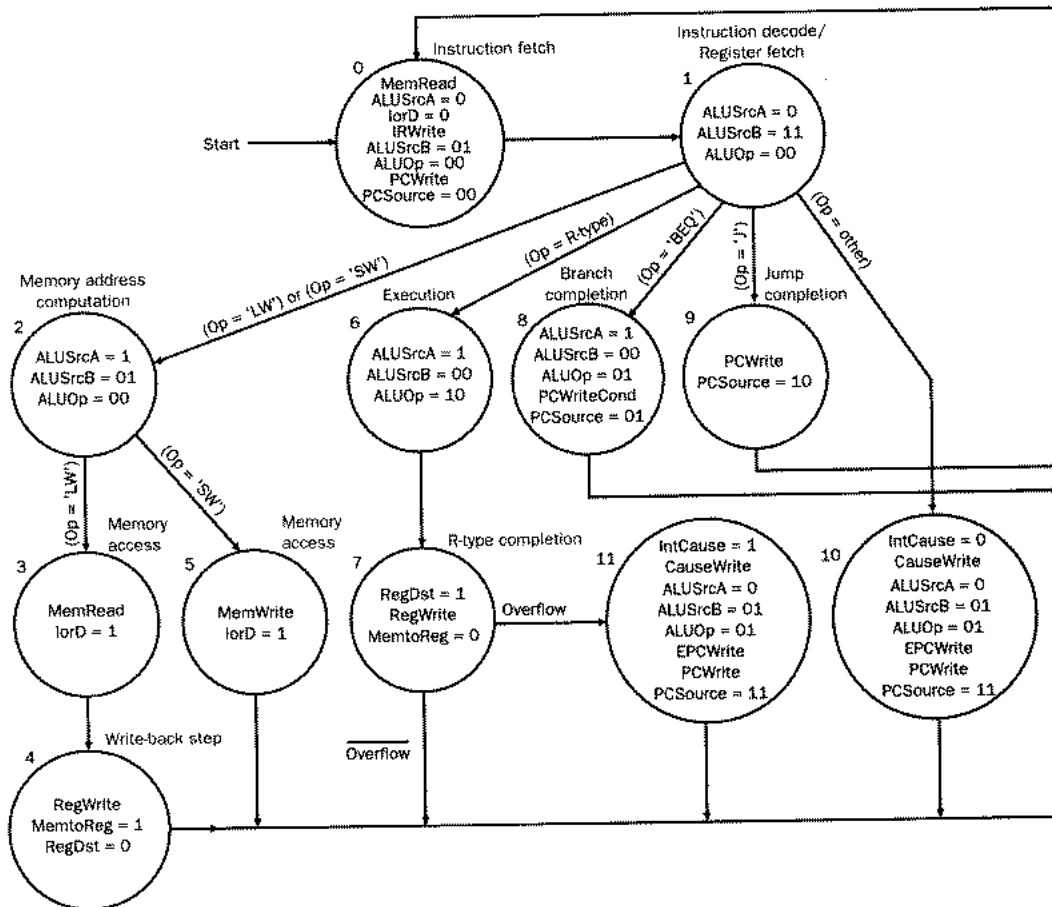 Instruction fetch
0
MemRead
ALUSrcA = 0
IorD = 0
IRWrite
ALUSrcB = 01
ALUOp = 00
PCWrite
PCSource = 00
Start
Instruction decode/
Register fetch
1
ALUSrcA = 0
ALUSrcB = 11
ALUOp = 00
(Op = 'LW') or (Op = 'SW')
(Op = R-type)
(Op = 'BEQ')
(Op = 'J')
(Op = other)
Memory address
computation
2
ALUSrcA = 1
ALUSrcB = 01
ALUOp = 00
Execution
6
ALUSrcA = 1
ALUSrcB = 00
ALUOp = 10
Branch
completion
8
ALUSrcA = 1
ALUSrcB = 00
ALUOp = 01
PCWriteCond
PCSource = 01
Jump
completion
9
PCWrite
PCSource = 10
(Op = 'LW')
(Op = 'SW')
Memory
access
3
MemRead
IorD = 1
Memory
access
5
MemWrite
IorD = 1
R-type completion
7
RegDst = 1
RegWrite
MemtoReg = 0
Overflow
Overflow
11
IntCause = 1
CauseWrite
ALUSrcA = 0
ALUSrcB = 01
ALUOp = 01
EPCWrite
PCWrite
PCSource = 11
10
IntCause = 0
CauseWrite
ALUSrcA = 0
ALUSrcB = 01
ALUOp = 01
EPCWrite
PCWrite
PCSource = 11
Write-back step
4
RegWrite
MemtoReg = 1
RegDst = 0